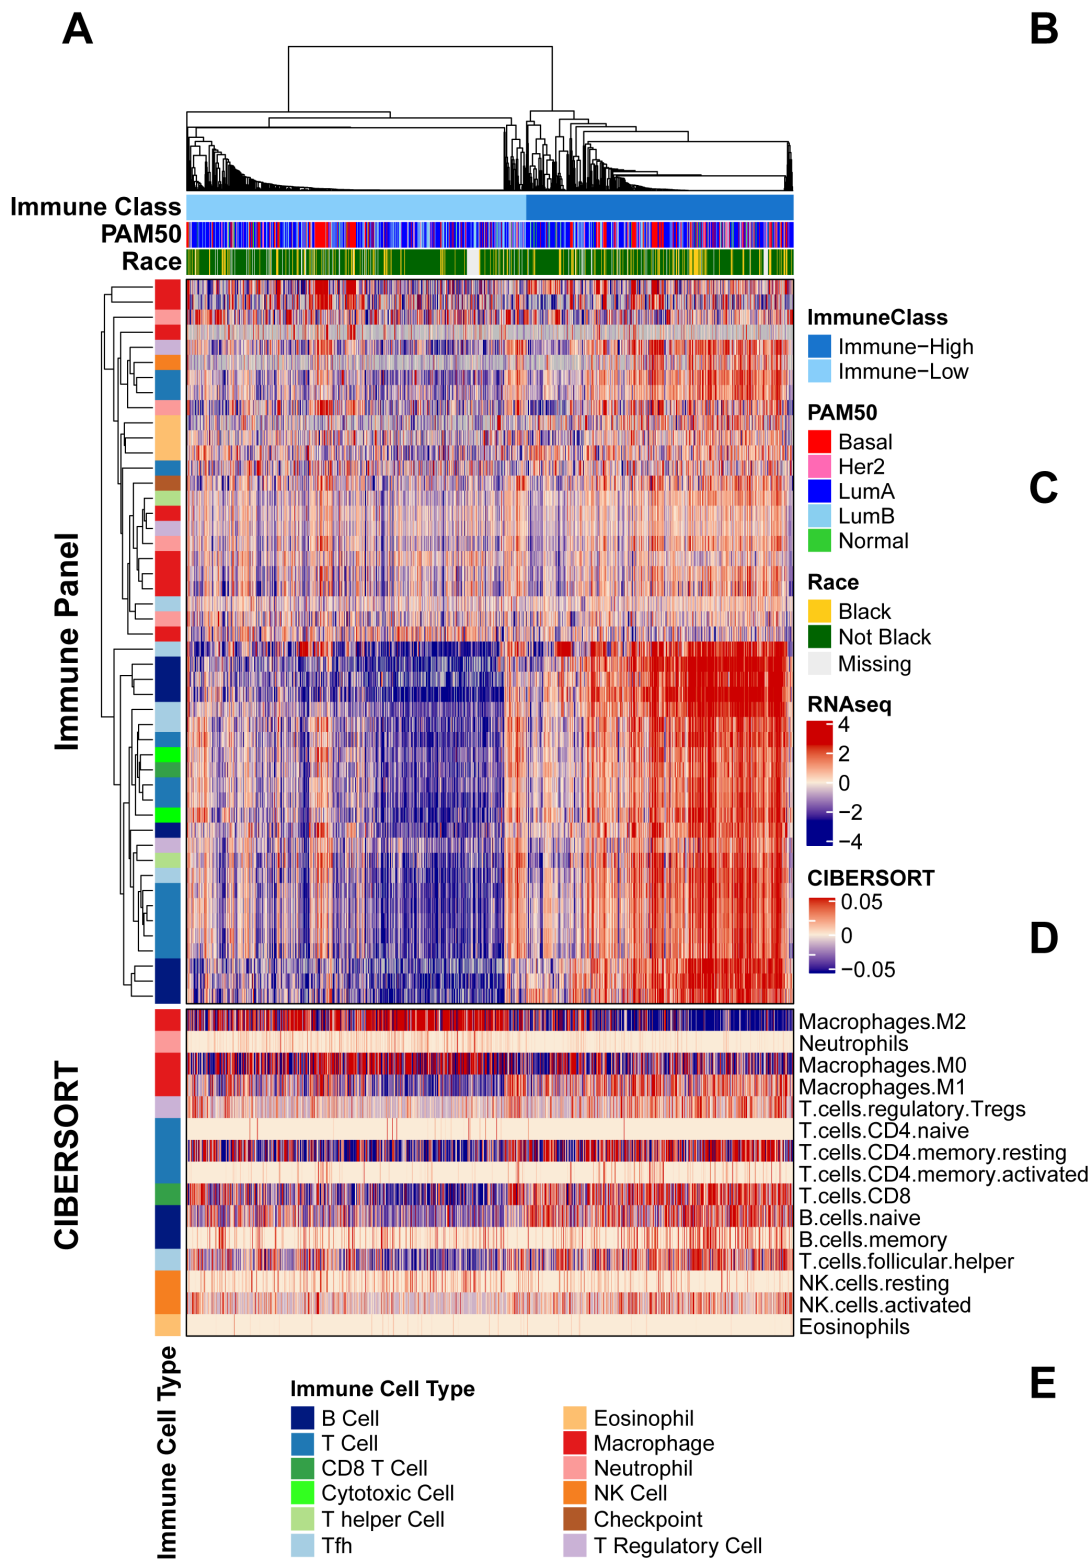 A
B
Immune Class
PAM50
Race
ImmuneClass
Immune−High
Immune−Low
PAM50
Basal
Her2
LumA
LumB
Normal
C
Race
Black
Not Black
Missing
Immune Panel
RNAseq
4
2
0
−2
−4
CIBERSORT
0.05
0
−0.05
D
CIBERSORT
Macrophages.M2
Neutrophils
Macrophages.M0
Macrophages.M1
T.cells.regulatory.Tregs
T.cells.CD4.naive
T.cells.CD4.memory.resting
T.cells.CD4.memory.activated
T.cells.CD8
B.cells.naive
B.cells.memory
T.cells.follicular.helper
NK.cells.resting
NK.cells.activated
Eosinophils
Immune Cell Type
E
Immune Cell Type
B Cell
T Cell
CD8 T Cell
Cytotoxic Cell
T helper Cell
Tfh
Eosinophil
Macrophage
Neutrophil
NK Cell
Checkpoint
T Regulatory Cell